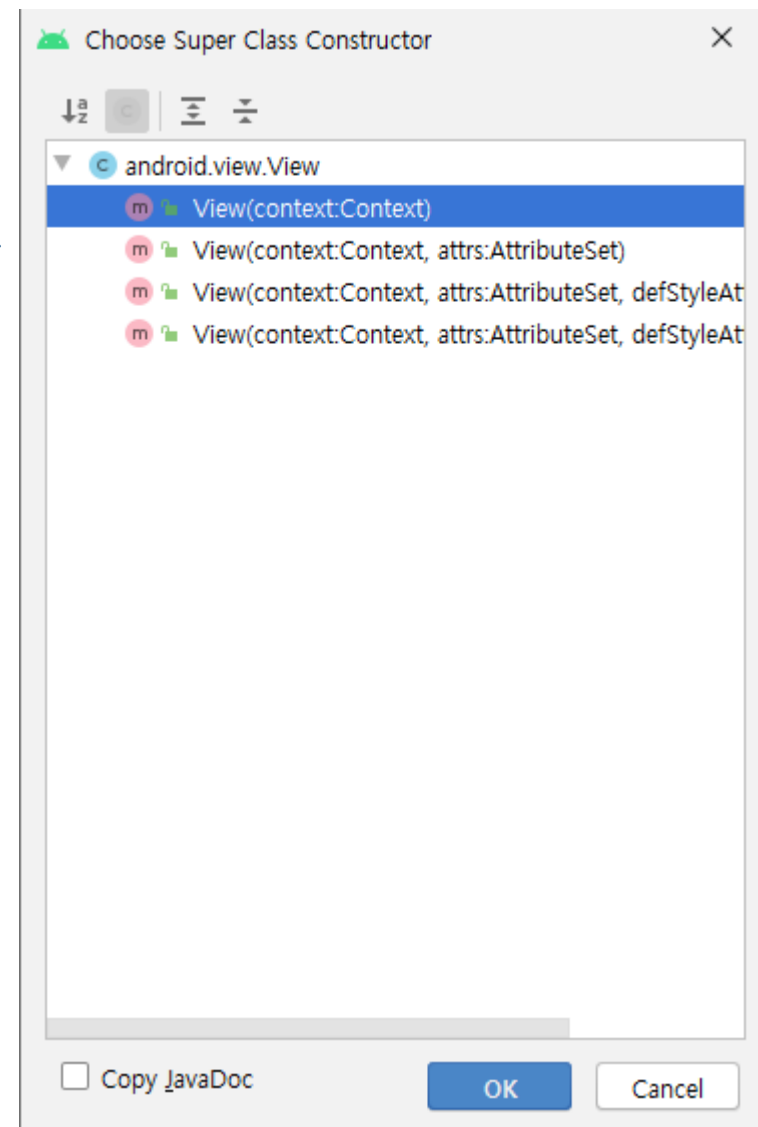 Choose Super Class Constructor
android.view.View
View(context:Context)
View(context:Context, attrs:AttributeSet)
View(context:Context, attrs:AttributeSet, defStyleAt
View(context:Context, attrs:AttributeSet, defStyleAt
Copy JavaDoc
OK Cancel